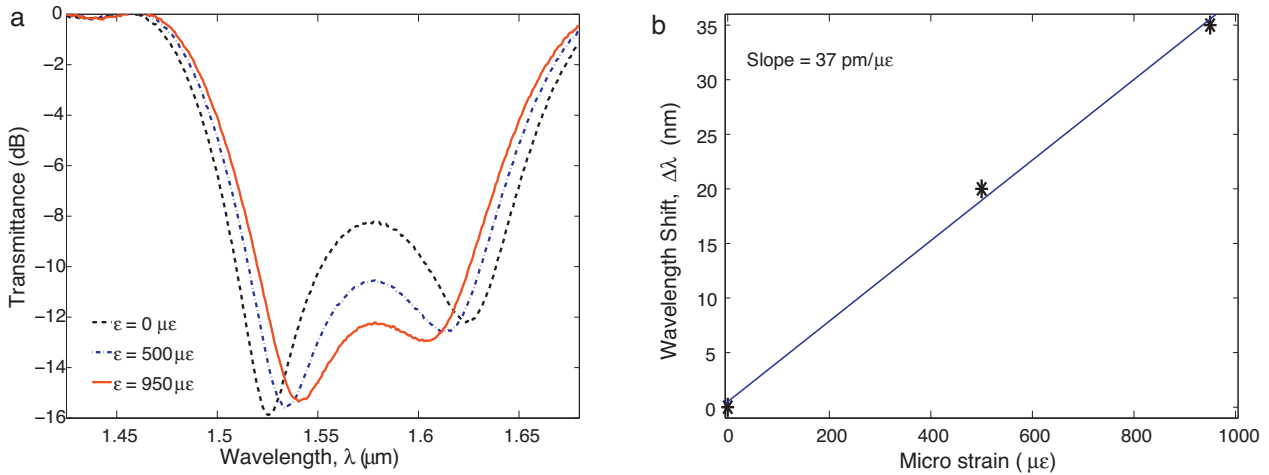 a
0
−2
−4
−6
−8
−10
−12
−14
−16
Transmittance (dB)
ε = 0 με
ε = 500με
ε = 950με
1.45
1.5
1.55
1.6
1.65
Wavelength, λ (μm)
b
35
30
25
20
15
10
5
0
Wavelength Shift, Δλ (nm)
Slope = 37 pm/με
0
200
400
600
800
1000
Micro strain ( με)